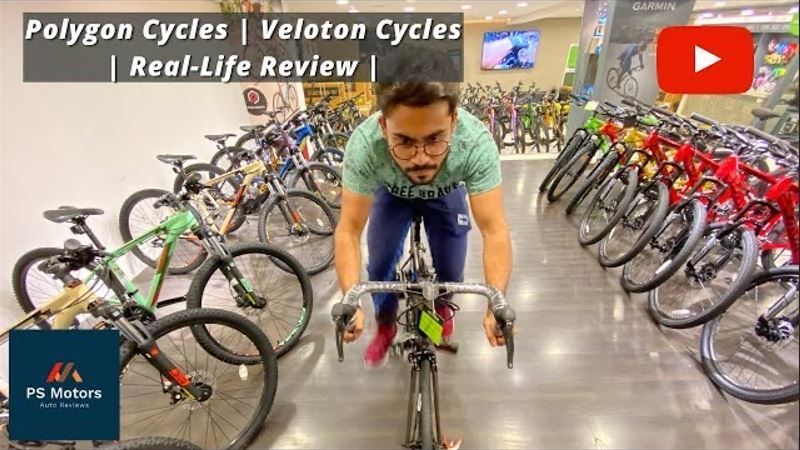 Polygon Cycles | Veloton Cycles
| Real-Life Review |
GARMIN
FREE BRAVE
PS Motors
Auto Reviews